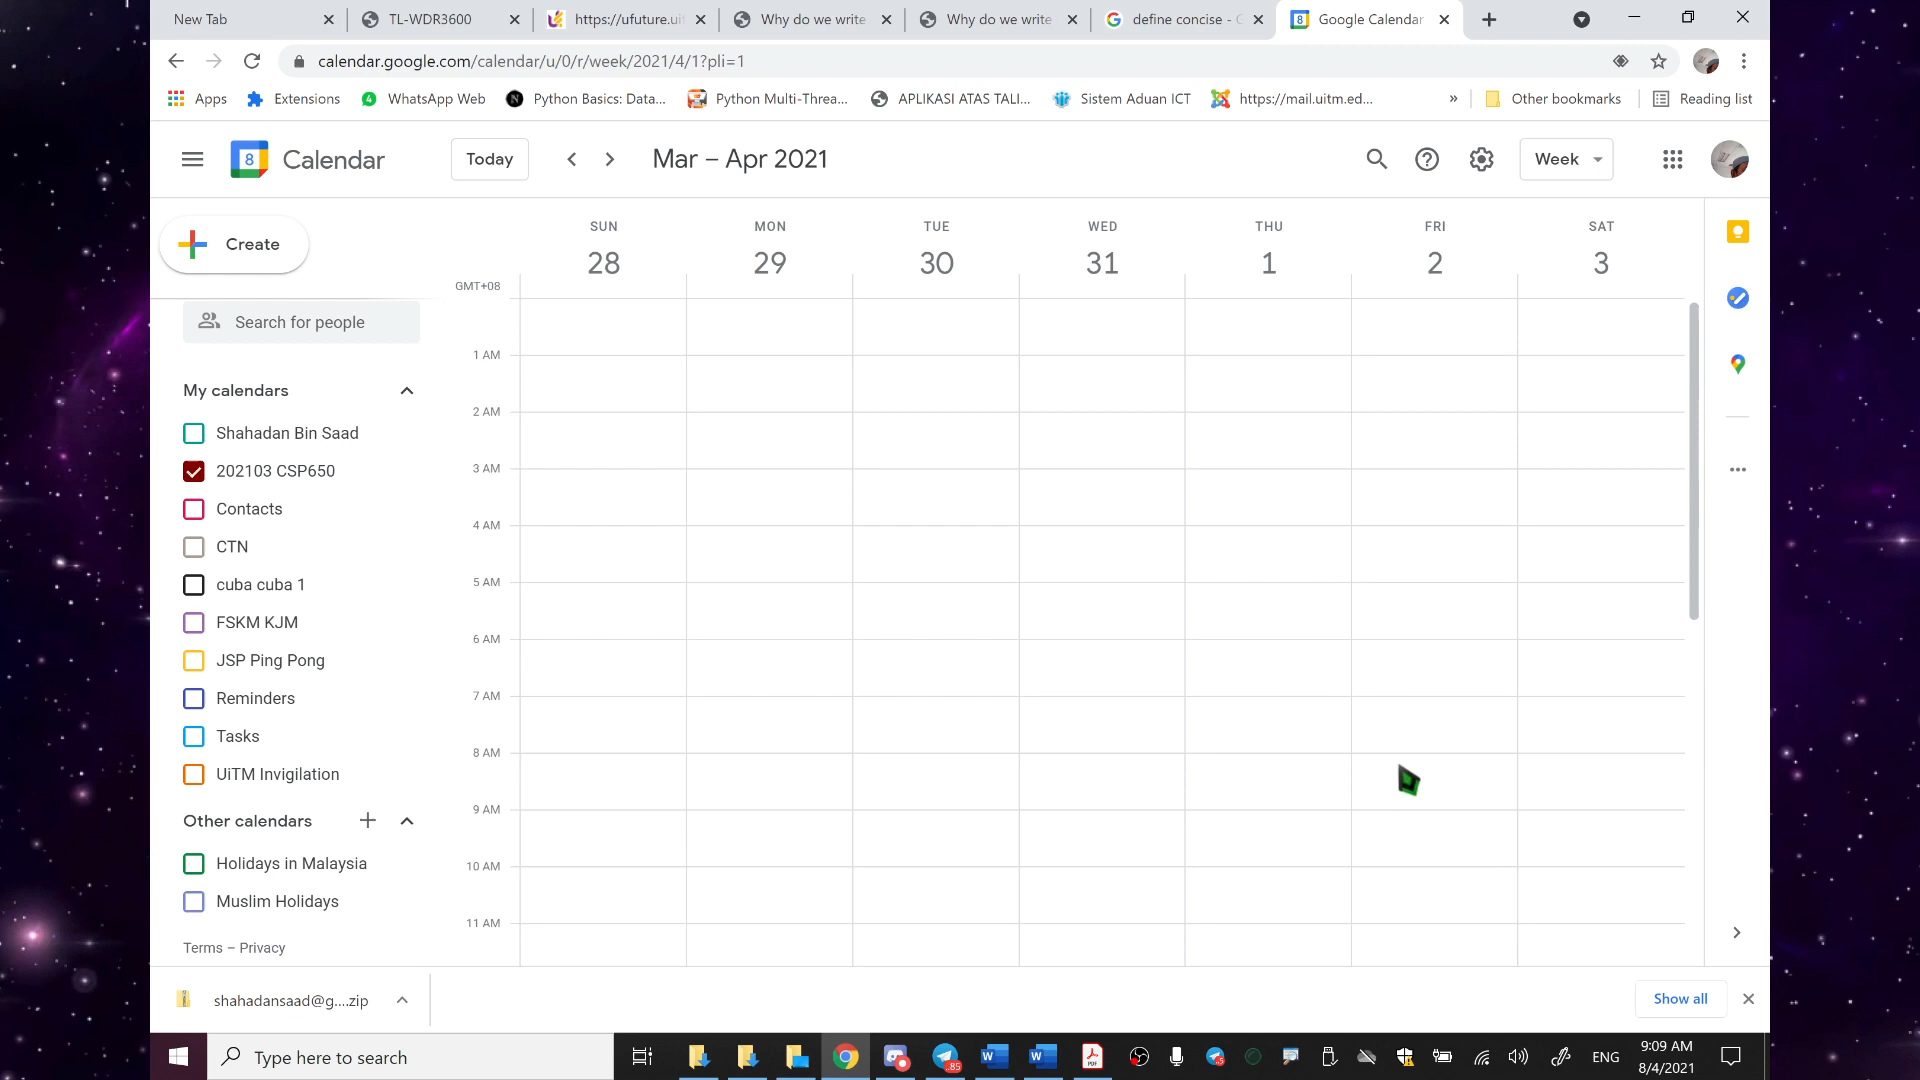 New Tab
TL-WDR3600
https://ufuture.ui
Why do we write
Why do we write
define concise -
Google Calendar
calendar.google.com/calendar/u/0/r/week/2021/4/1?pli=1
Apps
Extensions
WhatsApp Web
Python Basics: Data...
Python Multi-Threa...
APLIKASI ATAS TALI...
Sistem Aduan ICT
https://mail.uitm.ed...
»
Other bookmarks
Reading list
8
Calendar
Today
Mar – Apr 2021
Week
Create
SUN
MON
TUE
WED
THU
FRI
SAT
28
29
30
31
1
2
3
GMT+08
Search for people
1 AM
2 AM
3 AM
4 AM
5 AM
6 AM
7 AM
8 AM
9 AM
10 AM
11 AM
My calendars
Shahadan Bin Saad
202103 CSP650
Contacts
CTN
cuba cuba 1
FSKM KJM
JSP Ping Pong
Reminders
Tasks
UiTM Invigilation
Other calendars
Holidays in Malaysia
Muslim Holidays
Terms – Privacy
shahadansaad@g....zip
Show all
Type here to search
.85
ENG
9:09 AM
8/4/2021